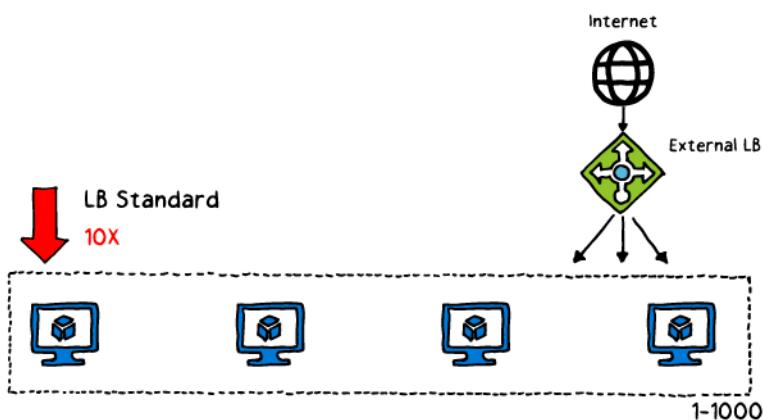 Internet
External LB
LB Standard
10X
1-1000